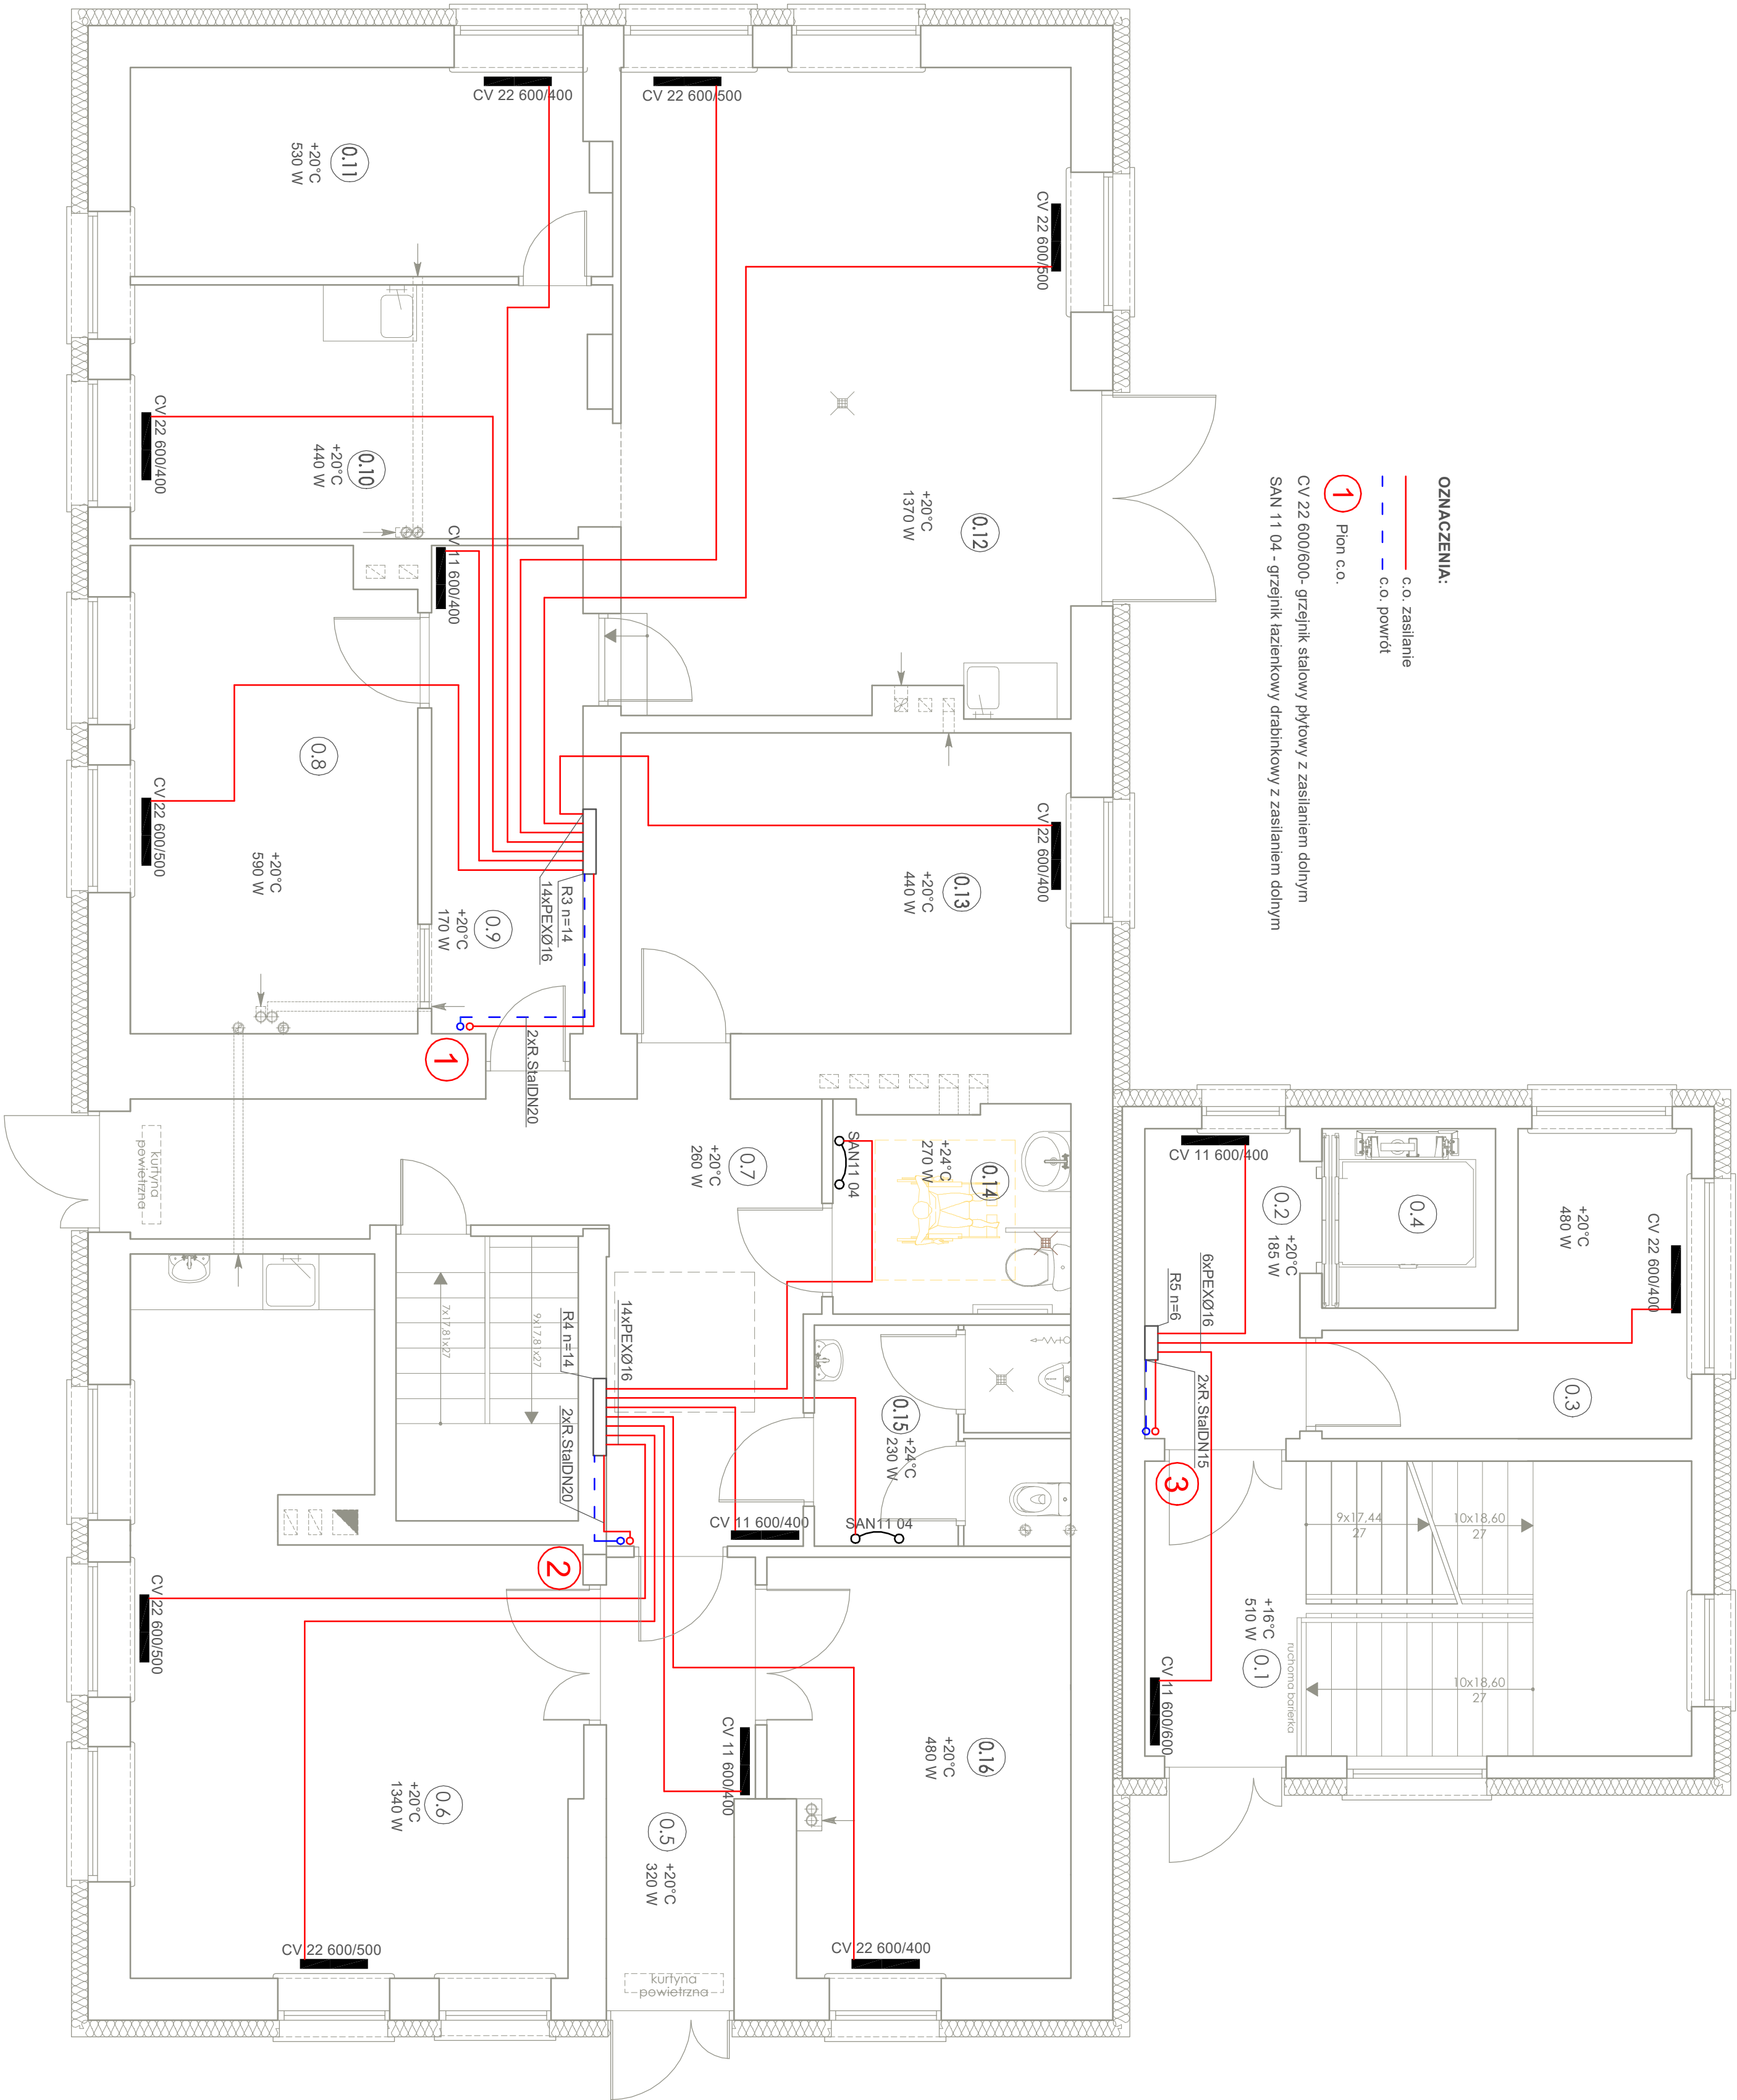 OZNACZENIA:
c.o. zasilanie
c.o. powrót
1 Pion c.o.
CV 22 600/600- grzejnik stalowy płytowy z zasilaniem dolnym
SAN 11 04 - grzejnik łazienkowy drabinkowy z zasilaniem dolnym
CV 22 600/400
CV 22 600/500
0.11
+20°C
530 W
CV 22 600/500
CV 22 600/400
0.10
+20°C
440 W
0.12
+20°C
1370 W
CV 11 600/400
0.8
+20°C
590 W
CV 22 600/500
0.9
+20°C
170 W
R3 n=14
14xPEXØ16
CV 22 600/400
0.13
+20°C
440 W
2xR.StalDN20
1
kurtyna
powietrzna
0.7
+20°C
260 W
SAN11 04
0.14
+24°C
270 W
CV 11 600/400
0.2
+20°C
185 W
0.4
+20°C
480 W
CV 22 600/400
6xPEXØ16
R5 n=6
2xR.StalDN15
0.3
3
7x17,81x27
9x17,81x27
R4 n=14
14xPEXØ16
2xR.StalDN20
2
0.15
+24°C
230 W
SAN11 04
CV 11 600/400
9x17,44
27
10x18,60
27
10x18,60
27
ruchoma barierka
+16°C
510 W
0.1
CV 11 600/600
CV 22 600/500
0.6
+20°C
1340 W
CV 11 600/400
0.5
+20°C
320 W
0.16
+20°C
480 W
CV 22 600/500
CV 22 600/400
kurtyna
powietrzna